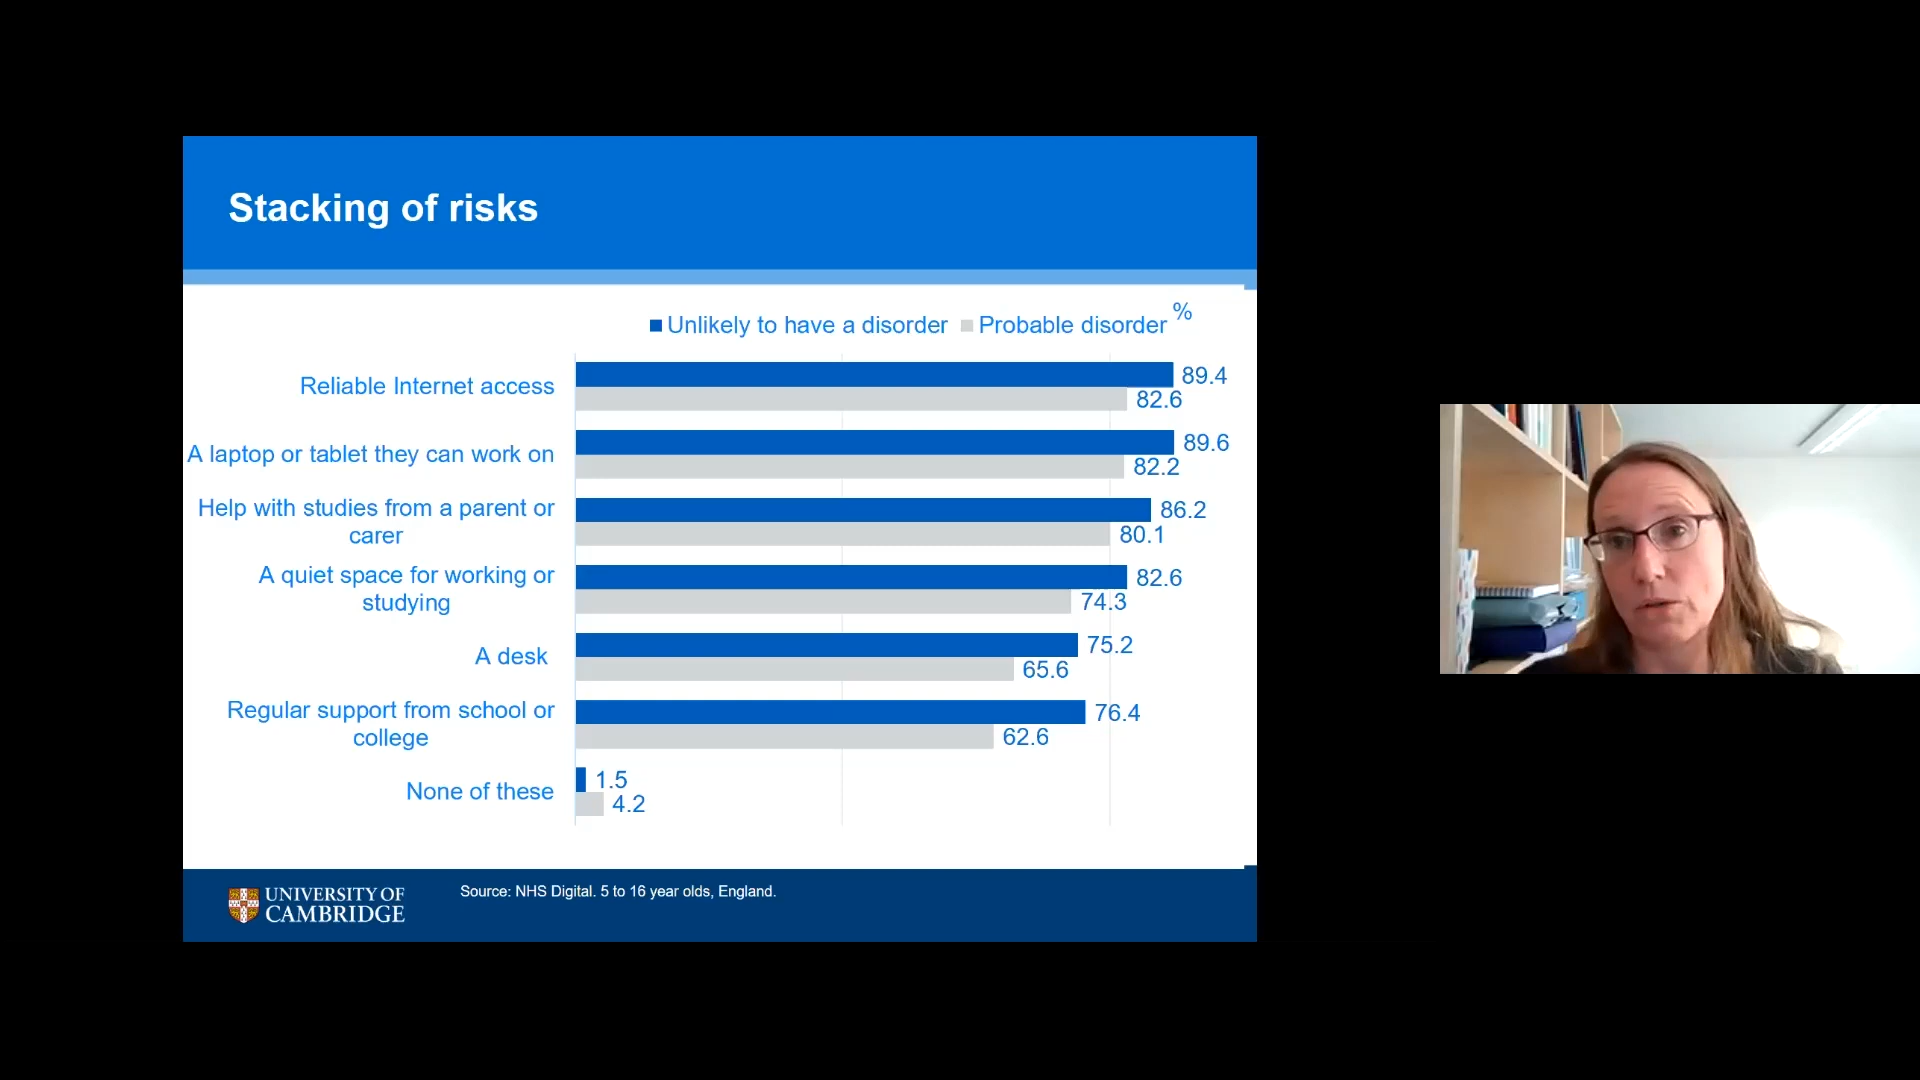 Stacking of risks
Unlikely to have a disorder Probable disorder %
Reliable Internet access 89.4
82.6
A laptop or tablet they can work on 89.6
82.2
Help with studies from a parent or
carer
86.2
80.1
A quiet space for working or
studying
82.6
74.3
A desk 75.2
65.6
Regular support from school or
college
76.4
62.6
None of these 1.5
4.2
UNIVERSITY OF
CAMBRIDGE
Source: NHS Digital. 5 to 16 year olds, England.